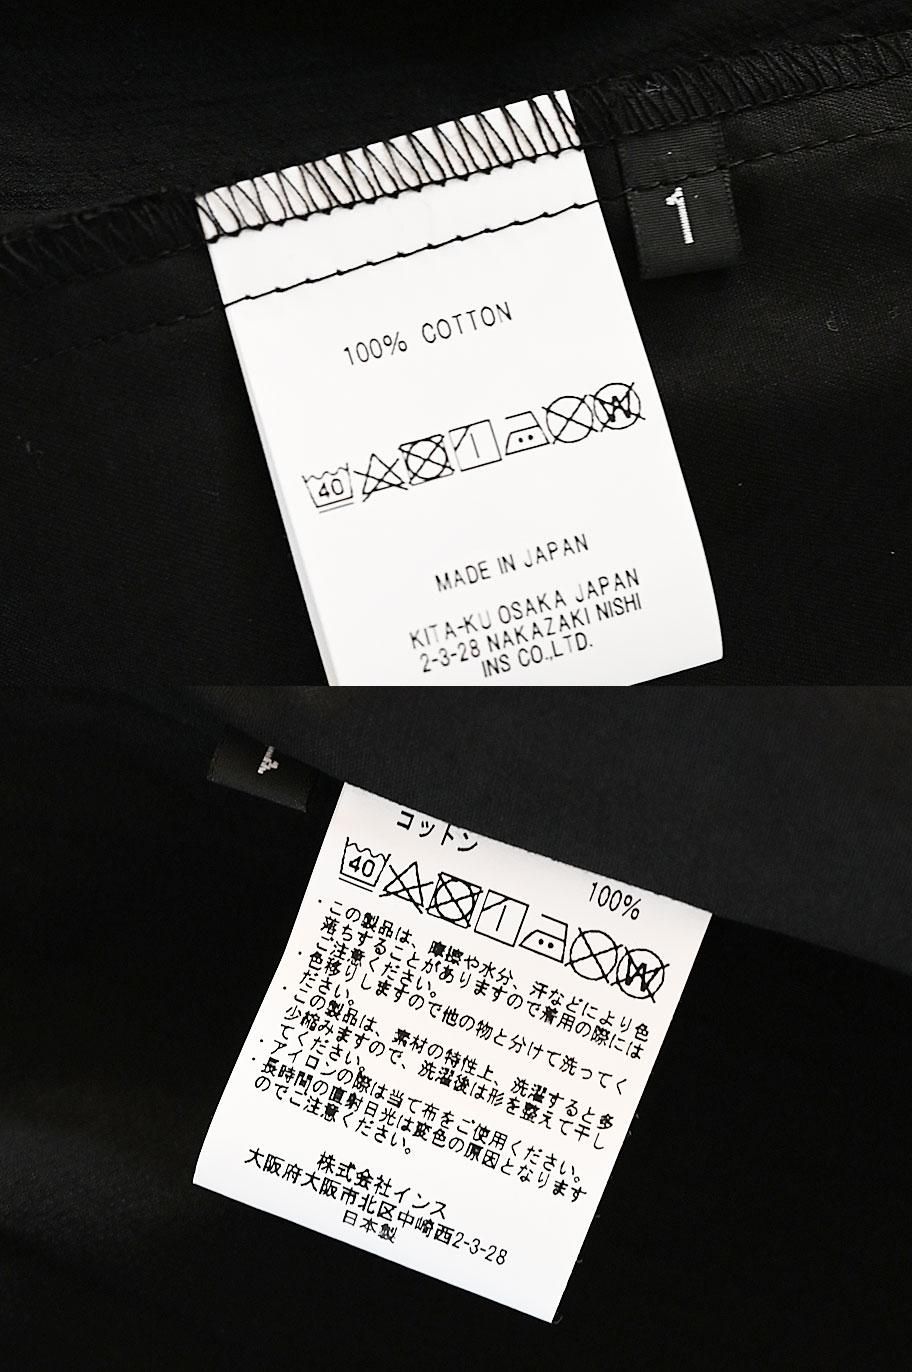 1
100% COTTON
40
W
MADE IN JAPAN
KITA-KU OSAKA JAPAN
2-3-28 NAKAZAKI NISHI
INS CO.,LTD.
コットン
100%
40
W
・この製品は、摩擦や水分、汗などにより色
落ちすることがありますので着用の際には
ご注意ください。
・色移りしますので他の物と分けて洗ってく
ださい。
・この製品は、素材の特性上、洗濯すると多
少縮みますので、洗濯後は形を整えて干し
てください。
・アイロンの際は当て布をご使用ください。
・長時間の直射日光は変色の原因となります
のでご注意ください。
株式会社インス
大阪府大阪市北区中崎西2-3-28
日本製